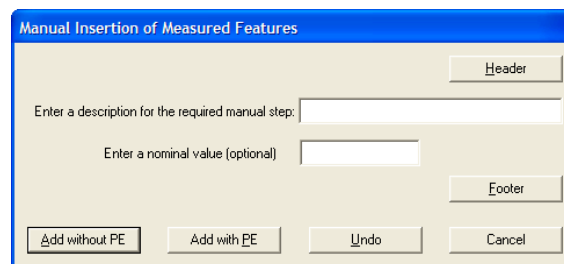 Manual Insertion of Measured Features
Header
Enter a description for the required manual step:
Enter a nominal value (optional)
Footer
Add without PE Add with PE Undo Cancel